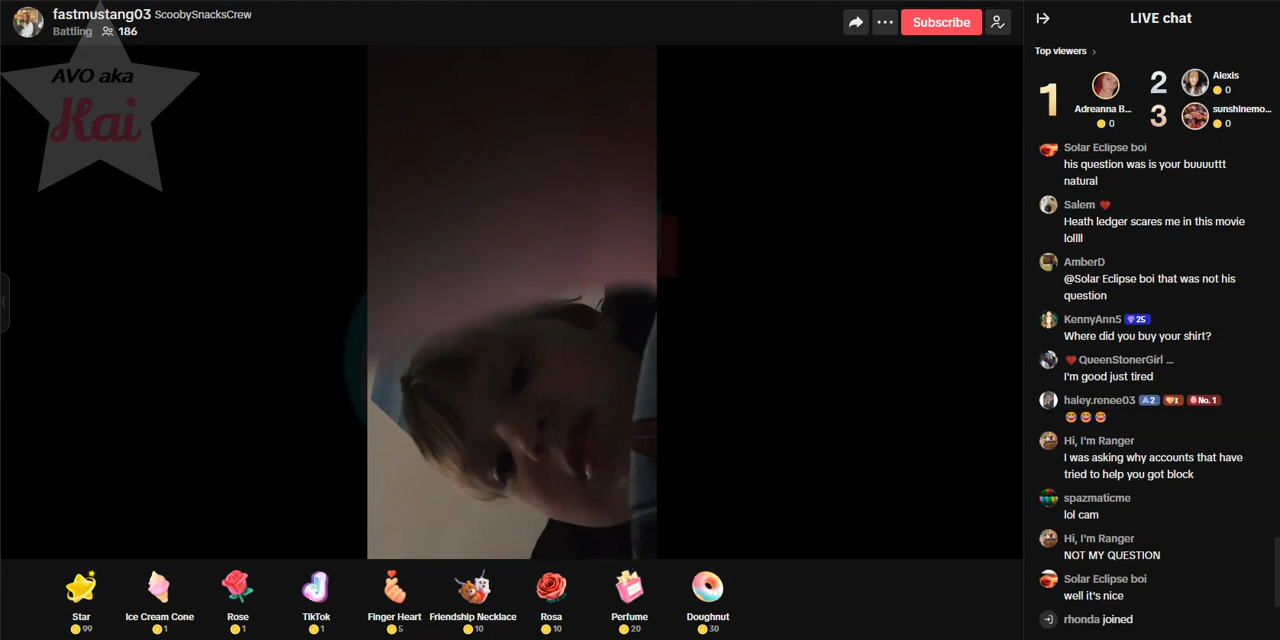 fastmustang03 ScoobySnacksCrew
Battling 186
Subscribe
AVO aka
Kai
LIVE chat
Top viewers
1
Adreanna B...
0
2
Alexis
0
3
sunshinemo...
0
Solar Eclipse boi
his question was is your buuuuttt
natural
Salem
Heath ledger scares me in this movie
lollll
AmberD
@Solar Eclipse boi that was not his
question
KennyAnn5 25
Where did you buy your shirt?
QueenStonerGirl ...
I'm good just tired
haley.renee03 2 I No. 1
Hi, I'm Ranger
I was asking why accounts that have
tried to help you got block
spazmaticme
lol cam
Hi, I'm Ranger
NOT MY QUESTION
Solar Eclipse boi
well it's nice
rhonda joined
Star
99
Ice Cream Cone
1
Rose
1
TikTok
1
Finger Heart
5
Friendship Necklace
10
Rosa
10
Perfume
20
Doughnut
30